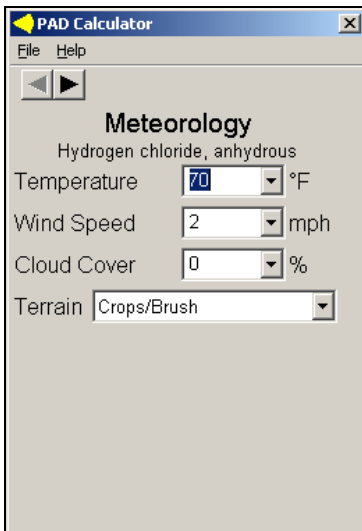 PAD Calculator
File Help
Meteorology
Hydrogen chloride, anhydrous
Temperature 70 °F
Wind Speed 2 mph
Cloud Cover 0 %
Terrain Crops/Brush